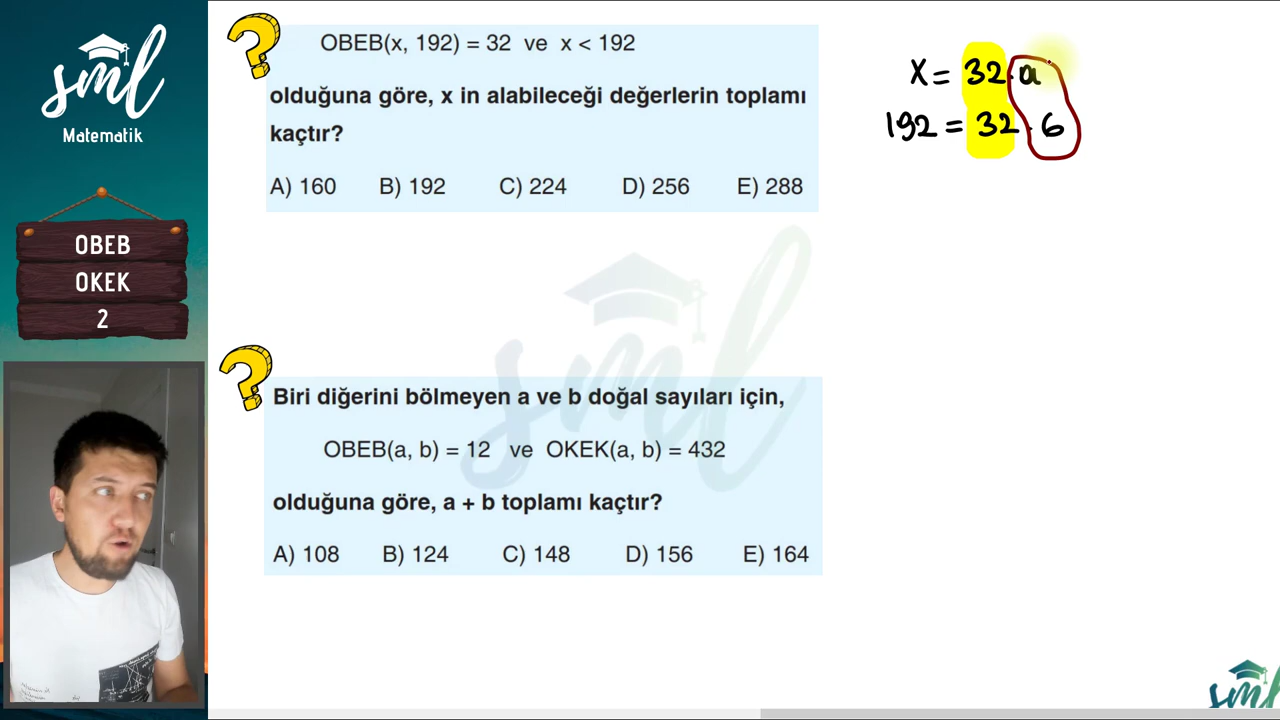 sml
Matematik
OBEB
OKEK
2
OBEB(x, 192) = 32 ve x < 192
olduğuna göre, x in alabileceği değerlerin toplamı
kaçtır?
A) 160 B) 192 C) 224 D) 256 E) 288
x = 32 . a
192 = 32 . 6
sml
Biri diğerini bölmeyen a ve b doğal sayıları için,
OBEB(a, b) = 12 ve OKEK(a, b) = 432
olduğuna göre, a + b toplamı kaçtır?
A) 108 B) 124 C) 148 D) 156 E) 164
sml